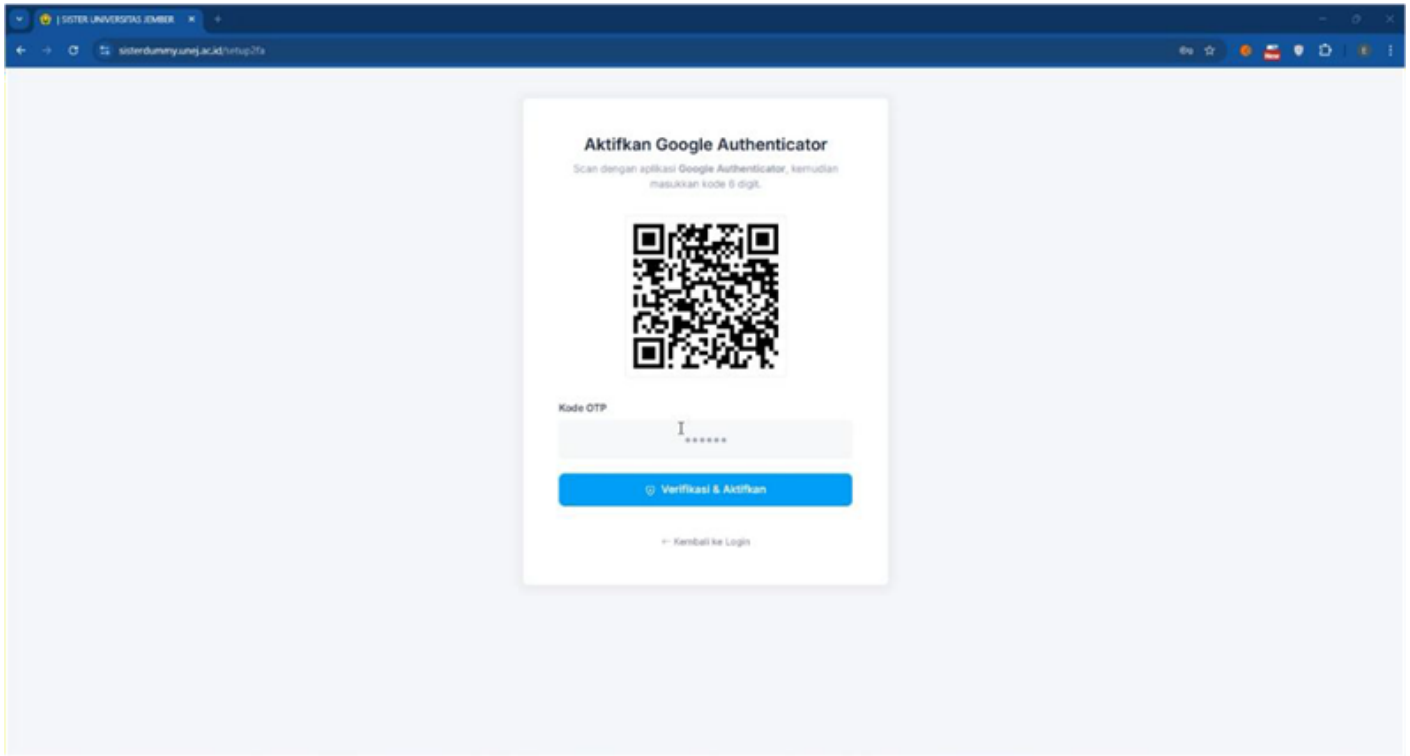 | SISTER UNIVERSITAS JEMBER
sisterdummy.unej.ac.id/setup2fa
New
Aktifkan Google Authenticator
Scan dengan aplikasi Google Authenticator, kemudian
masukkan kode 6 digit.
Kode OTP
Verifikasi & Aktifkan
← Kembali ke Login